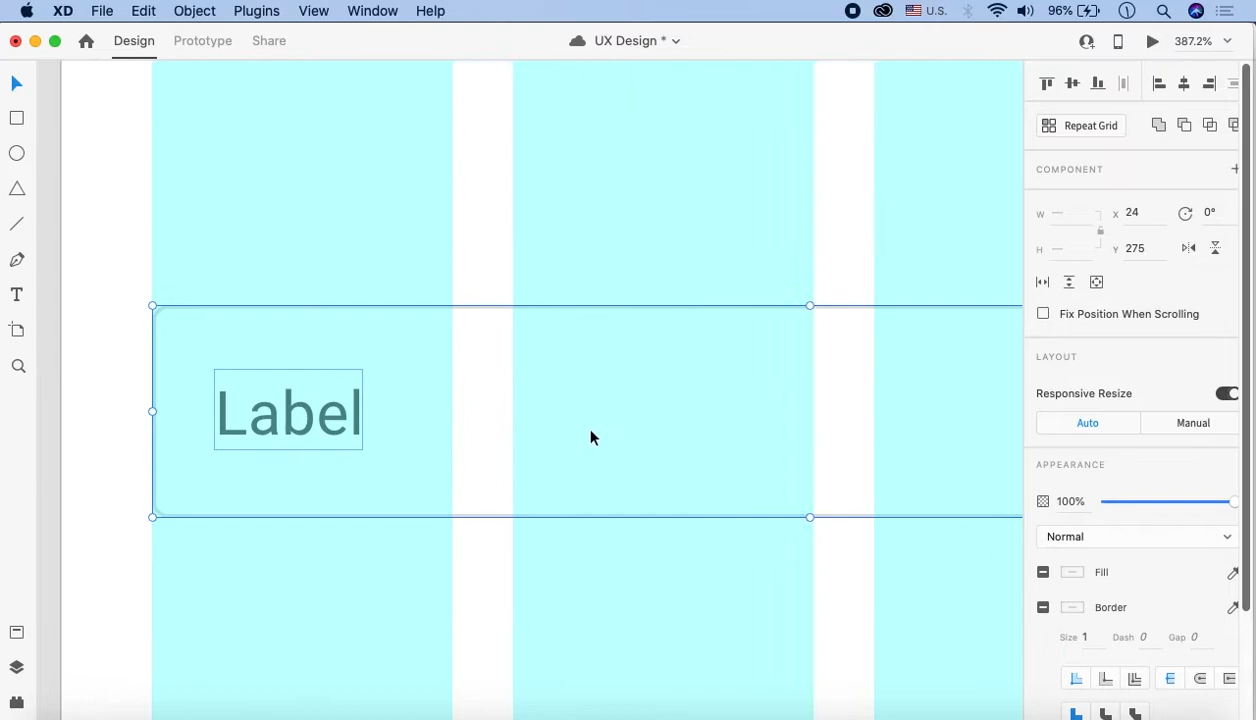 XD File Edit Object Plugins View Window Help U.S. 96%
Design Prototype Share UX Design * 387.2%
Repeat Grid
COMPONENT
W X 24 0°
H Y 275
Fix Position When Scrolling
LAYOUT
Responsive Resize
Auto Manual
Label
APPEARANCE
100%
Normal
Fill
Border
Size 1 Dash 0 Gap 0